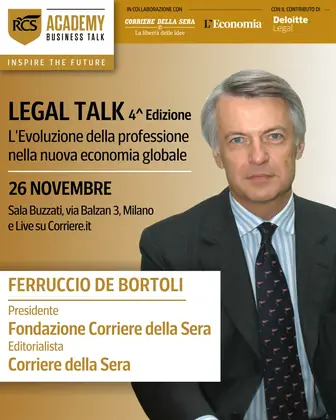 RCS
ACADEMY
BUSINESS TALK
INSPIRE THE FUTURE
IN COLLABORAZIONE CON
CORRIERE DELLA SERA
La libertà delle idee
L'Economia
CON IL CONTRIBUTO DI
Deloitte
Legal
LEGAL TALK 4^ Edizione
L'Evoluzione della professione
nella nuova economia globale
26 NOVEMBRE
Sala Buzzati, via Balzan 3, Milano
e Live su Corriere.it
FERRUCCIO DE BORTOLI
Presidente
Fondazione Corriere della Sera
Editorialista
Corriere della Sera